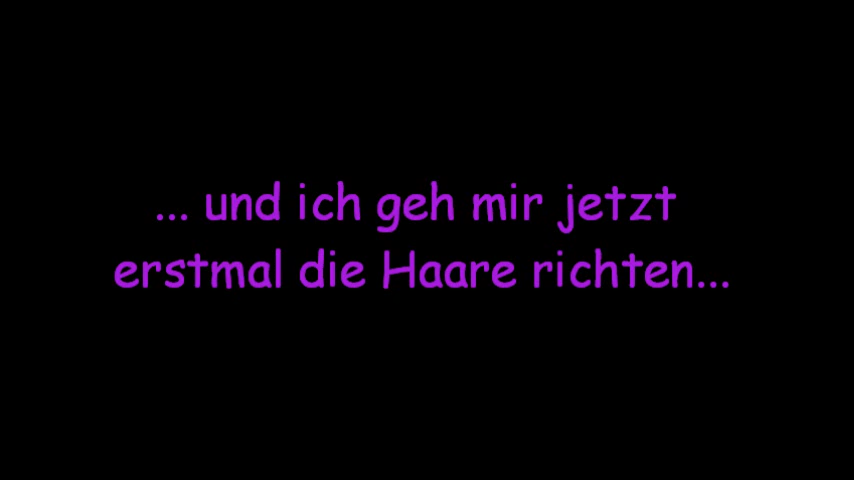 ... und ich geh mir jetzt
erstmal die Haare richten...